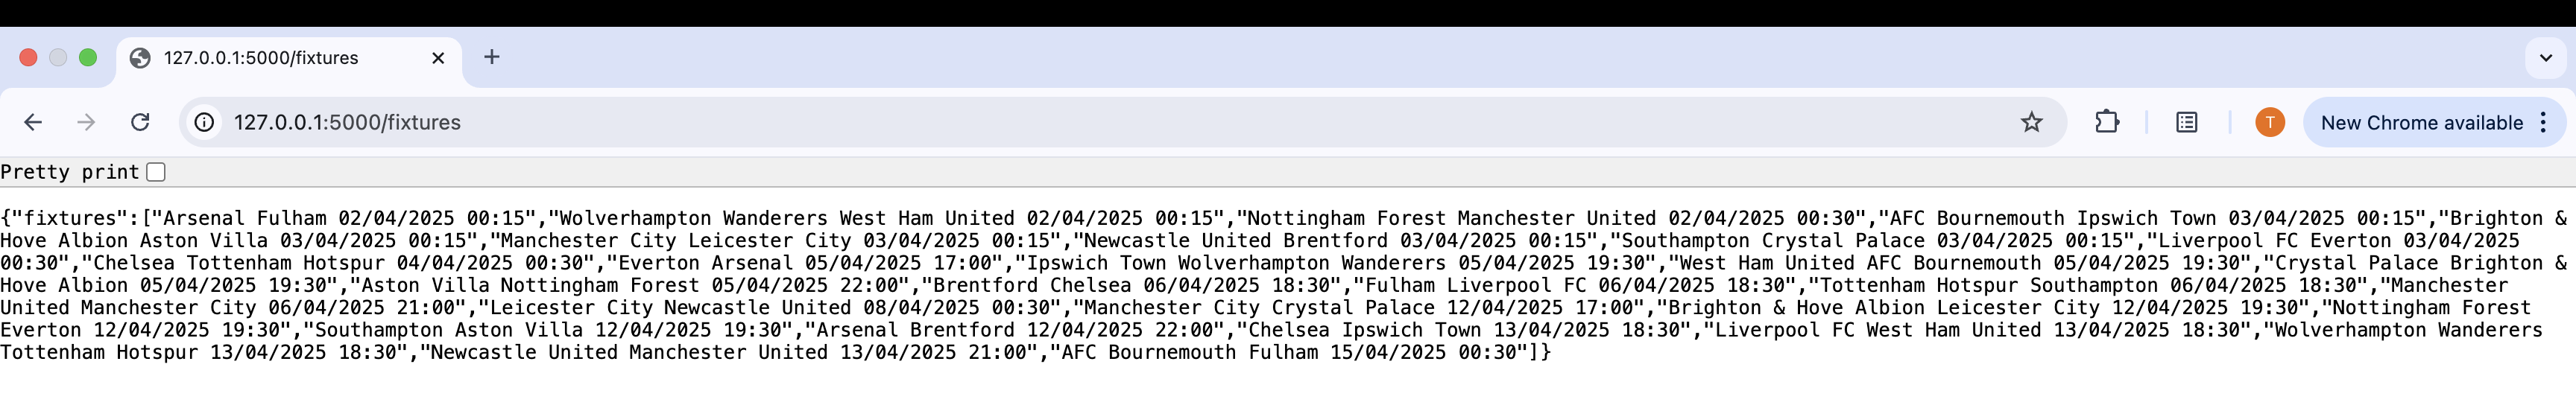 127.0.0.1:5000/fixtures
127.0.0.1:5000/fixtures T New Chrome available
Pretty print
{"fixtures":["Arsenal Fulham 02/04/2025 00:15","Wolverhampton Wanderers West Ham United 02/04/2025 00:15","Nottingham Forest Manchester United 02/04/2025 00:30","AFC Bournemouth Ipswich Town 03/04/2025 00:15","Brighton &
Hove Albion Aston Villa 03/04/2025 00:15","Manchester City Leicester City 03/04/2025 00:15","Newcastle United Brentford 03/04/2025 00:15","Southampton Crystal Palace 03/04/2025 00:15","Liverpool FC Everton 03/04/2025
00:30","Chelsea Tottenham Hotspur 04/04/2025 00:30","Everton Arsenal 05/04/2025 17:00","Ipswich Town Wolverhampton Wanderers 05/04/2025 19:30","West Ham United AFC Bournemouth 05/04/2025 19:30","Crystal Palace Brighton &
Hove Albion 05/04/2025 19:30","Aston Villa Nottingham Forest 05/04/2025 22:00","Brentford Chelsea 06/04/2025 18:30","Fulham Liverpool FC 06/04/2025 18:30","Tottenham Hotspur Southampton 06/04/2025 18:30","Manchester
United Manchester City 06/04/2025 21:00","Leicester City Newcastle United 08/04/2025 00:30","Manchester City Crystal Palace 12/04/2025 17:00","Brighton & Hove Albion Leicester City 12/04/2025 19:30","Nottingham Forest
Everton 12/04/2025 19:30","Southampton Aston Villa 12/04/2025 19:30","Arsenal Brentford 12/04/2025 22:00","Chelsea Ipswich Town 13/04/2025 18:30","Liverpool FC West Ham United 13/04/2025 18:30","Wolverhampton Wanderers
Tottenham Hotspur 13/04/2025 18:30","Newcastle United Manchester United 13/04/2025 21:00","AFC Bournemouth Fulham 15/04/2025 00:30"]}